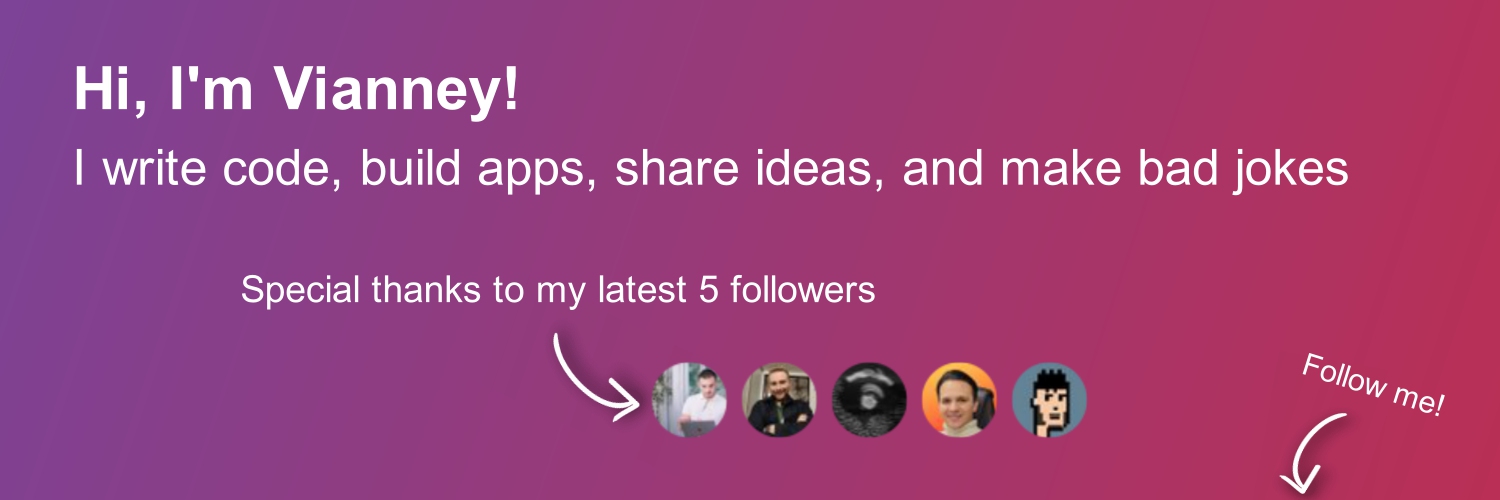 Hi, I'm Vianney!
I write code, build apps, share ideas, and make bad jokes
Special thanks to my latest 5 followers
Follow me!